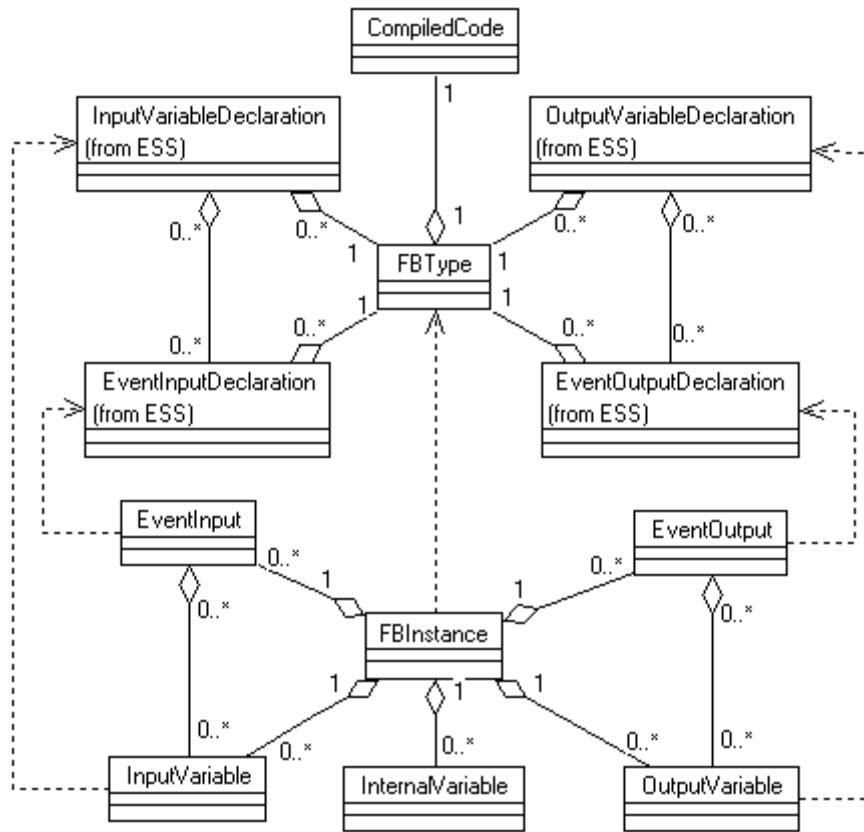 CompiledCode
1
InputVariableDeclaration
(from ESS)
OutputVariableDeclaration
(from ESS)
0..*
0..*
1
0..*
0..*
1
FBType
1
1
1
0..*
0..*
0..*
0..*
EventInputDeclaration
(from ESS)
EventOutputDeclaration
(from ESS)
EventInput
EventOutput
0..*
1
1
0..*
0..*
0..*
FBInstance
1
1
1
0..*
0..*
0..*
0..*
0..*
InputVariable
InternalVariable
OutputVariable